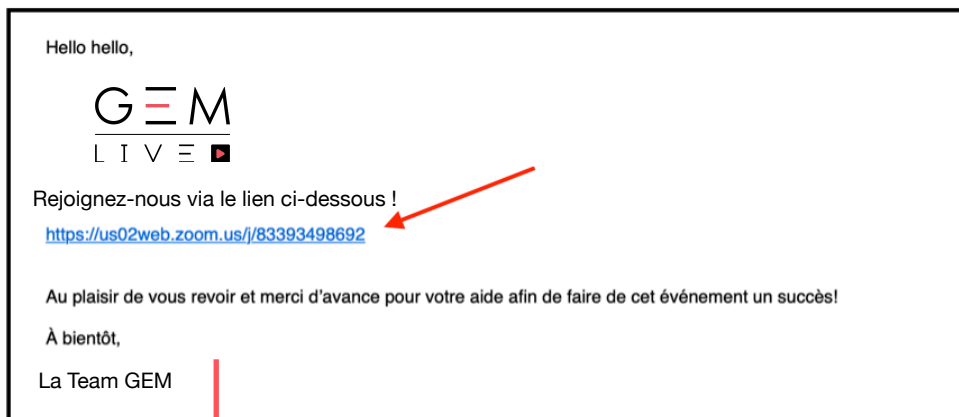 Hello hello,
GEM
LIVE
Rejoignez-nous via le lien ci-dessous !
https://us02web.zoom.us/j/83393498692
Au plaisir de vous revoir et merci d'avance pour votre aide afin de faire de cet événement un succès!
À bientôt,
La Team GEM